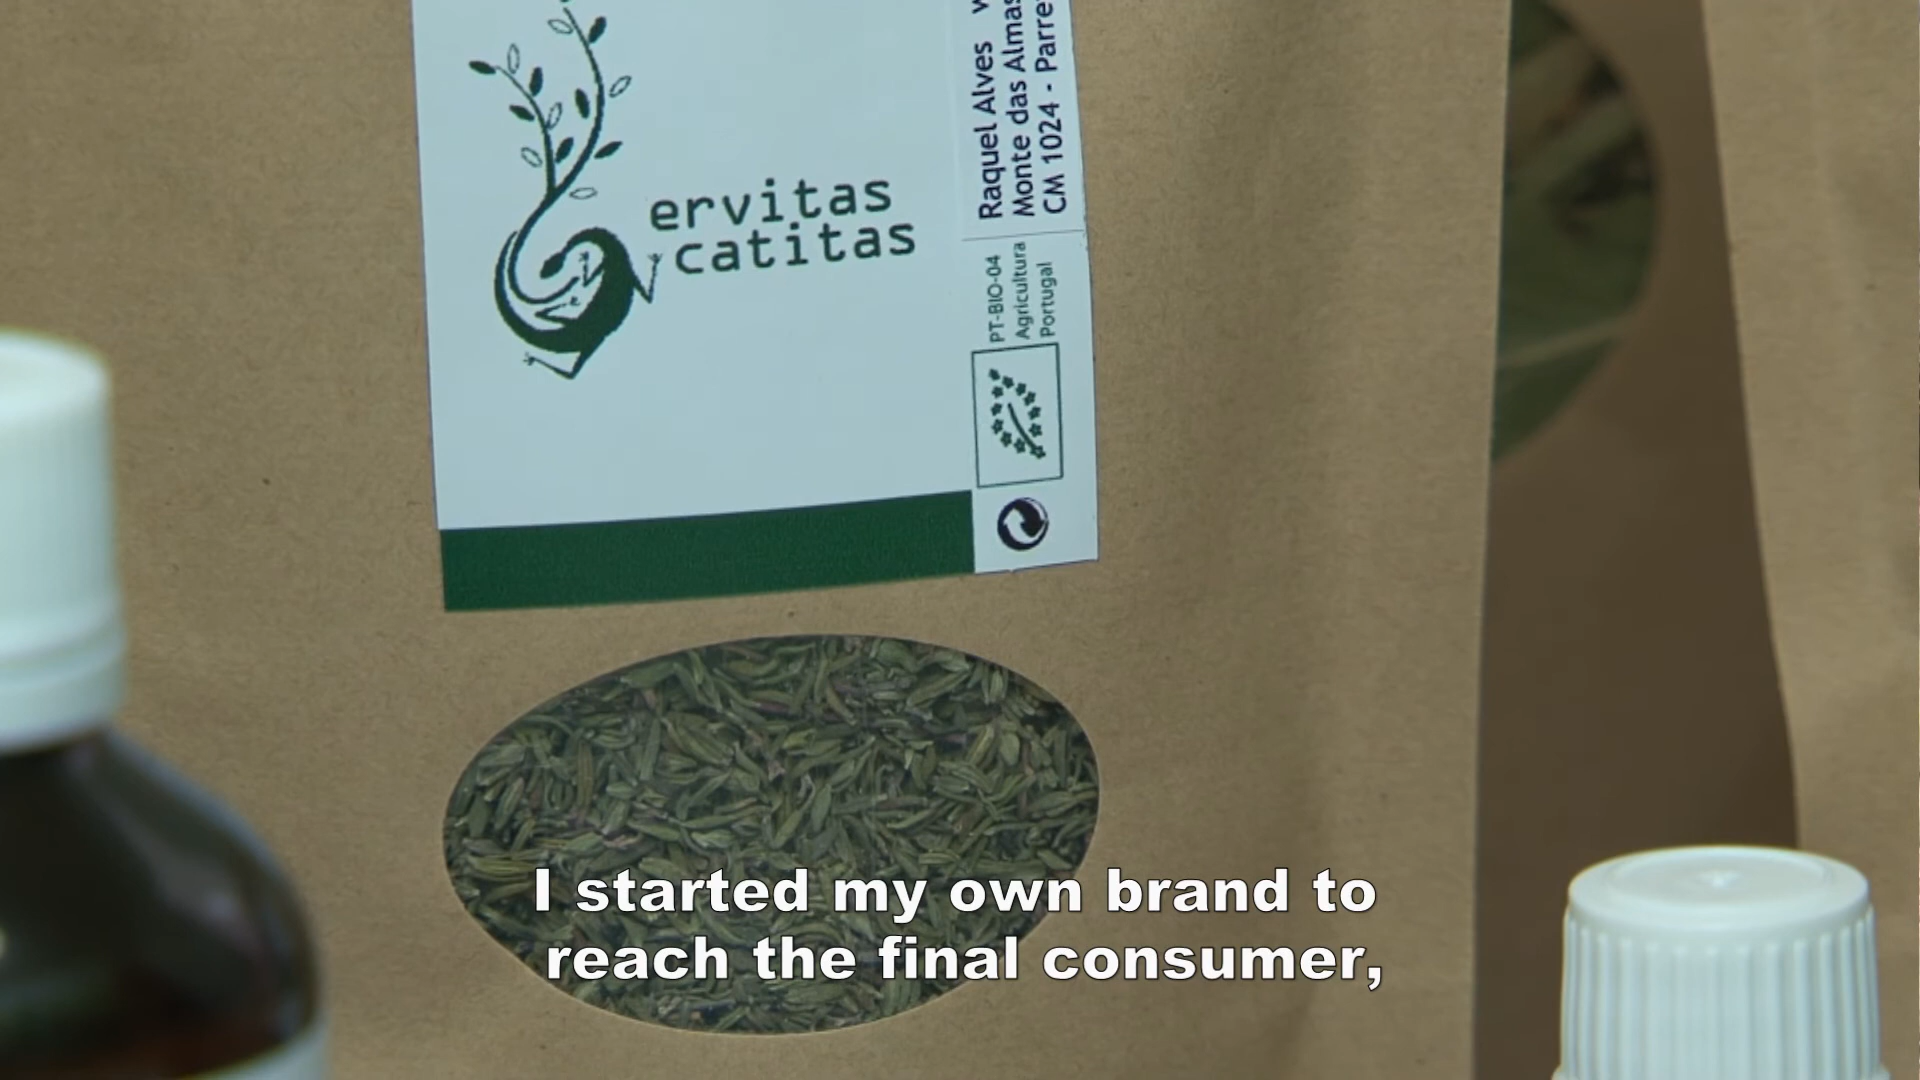 ervitas
catitas
Raquel Alves
Monte das Almas
CM 1024 - Parre
PT-BIO-04
Agricultura
Portugal
I started my own brand to
reach the final consumer,